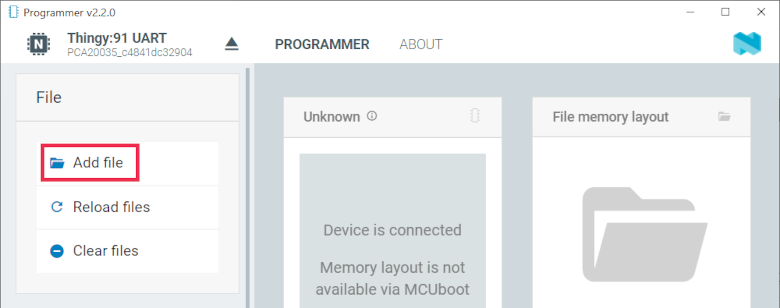 Programmer v2.2.0
Thingy:91 UART
PCA20035_c4841dc32904
PROGRAMMER
ABOUT
File
Add file
Reload files
Clear files
Unknown
Device is connected
Memory layout is not
available via MCUboot
File memory layout